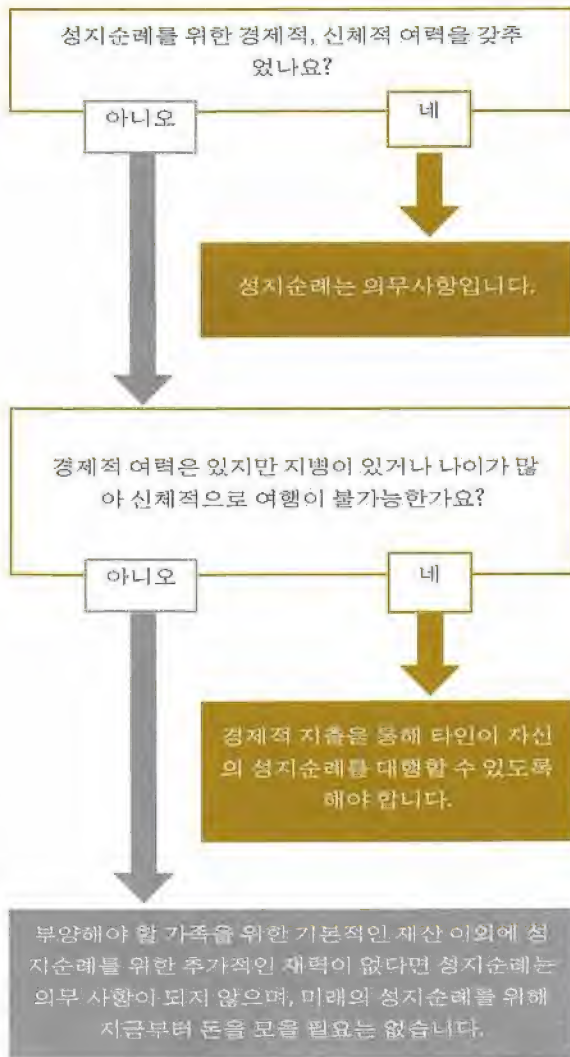 성지순례를 위한 경제적, 신체적 여력을 갖추
었나요?
아니오
네
성지순례는 의무사항입니다.
경제적 여력은 있지만 지병이 있거나 나이가 많
아 신체적으로 여행이 불가능한가요?
아니오
네
경제적 지출을 통해 타인이 자신
의 성지순례를 대행할 수 있도록
해야 합니다.
부양해야 할 가족을 위한 기본적인 재산 이외에 성
지순례를 위한 추가적인 재력이 없다면 성지순례는
의무 사항이 되지 않으며, 미래의 성지순례를 위해
지금부터 돈을 모을 필요는 없습니다.